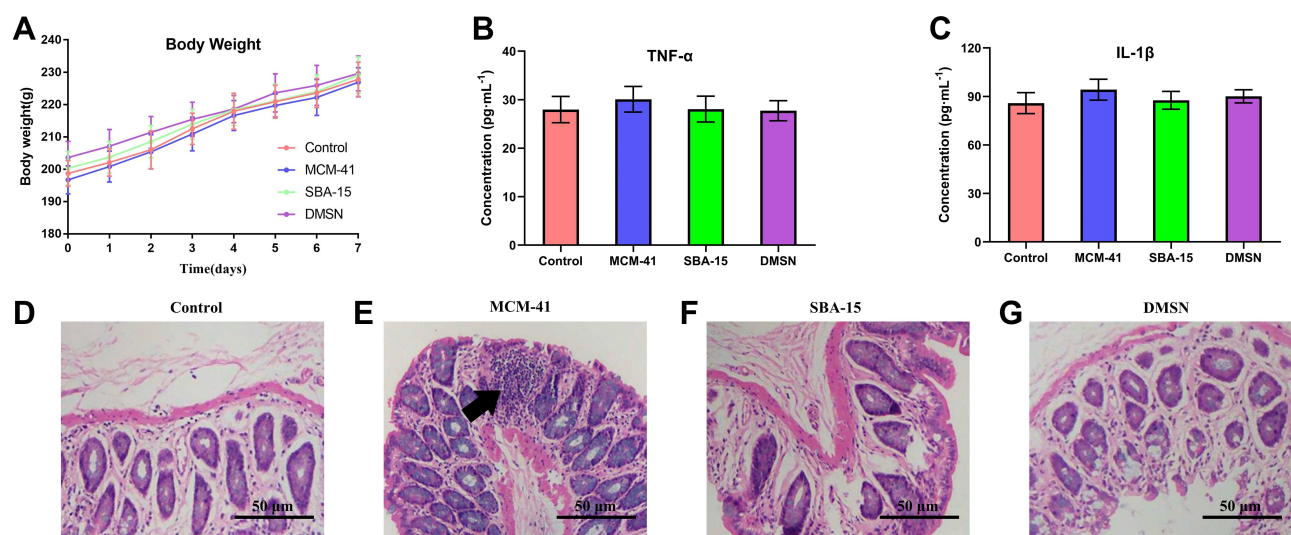 A
Body Weight
Body weight(g)
240
230
220
210
200
190
180
0 1 2 3 4 5 6 7
Time(days)
Control
MCM-41
SBA-15
DMSN
B
TNF-α
Concentration (pg·mL⁻¹)
40
30
20
10
0
Control MCM-41 SBA-15 DMSN
C
IL-1β
Concentration (pg·mL⁻¹)
120
90
60
30
0
Control MCM-41 SBA-15 DMSN
D Control
50 μm
E MCM-41
50 μm
F SBA-15
50 μm
G DMSN
50 μm